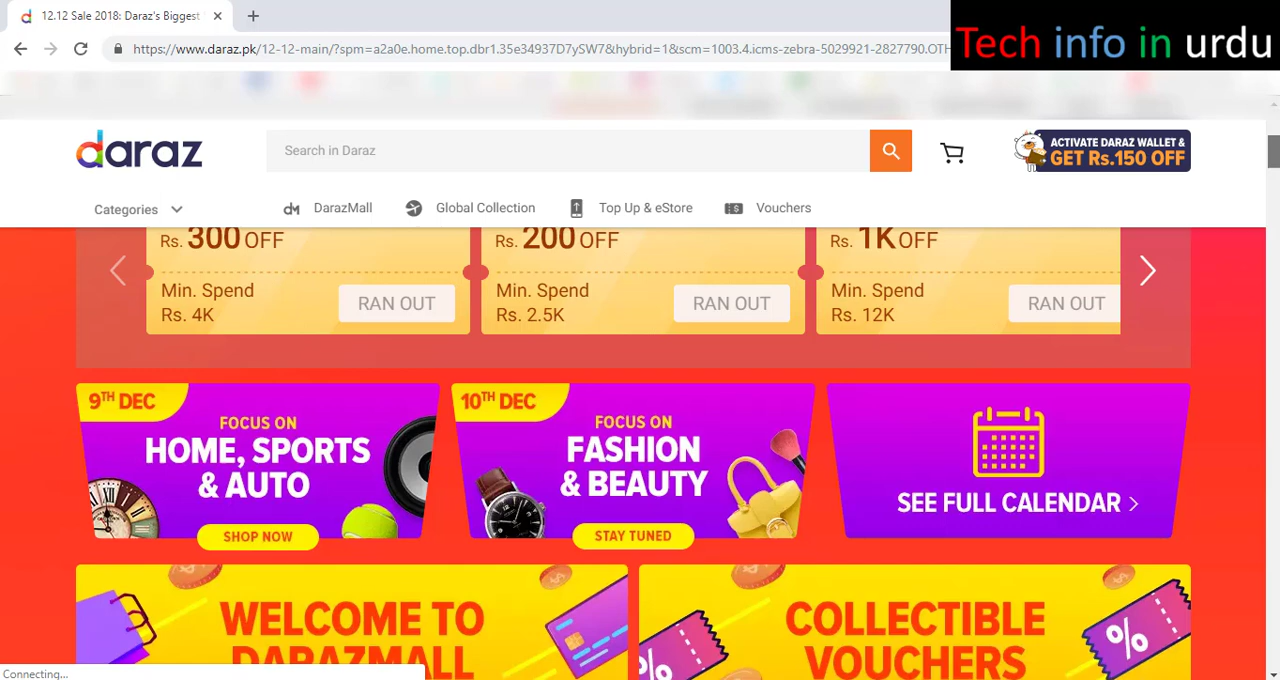 12.12 Sale 2018: Daraz's Biggest
https://www.daraz.pk/12-12-main/?spm=a2a0e.home.top.dbr1.35e34937D7ySW7&hybrid=1&scm=1003.4.icms-zebra-5029921-2827790.OTH
Tech info in urdu
daraz
Search in Daraz
ACTIVATE DARAZ WALLET &
GET Rs.150 OFF
Categories
DarazMall
Global Collection
Top Up & eStore
Vouchers
Rs. 300 OFF
Min. Spend
Rs. 4K
RAN OUT
Rs. 200 OFF
Min. Spend
Rs. 2.5K
RAN OUT
Rs. 1K OFF
Min. Spend
Rs. 12K
RAN OUT
9TH DEC
FOCUS ON
HOME, SPORTS
& AUTO
SHOP NOW
10TH DEC
FOCUS ON
FASHION
& BEAUTY
STAY TUNED
SEE FULL CALENDAR >
WELCOME TO
DARAZMALL
COLLECTIBLE
VOUCHERS
Connecting...